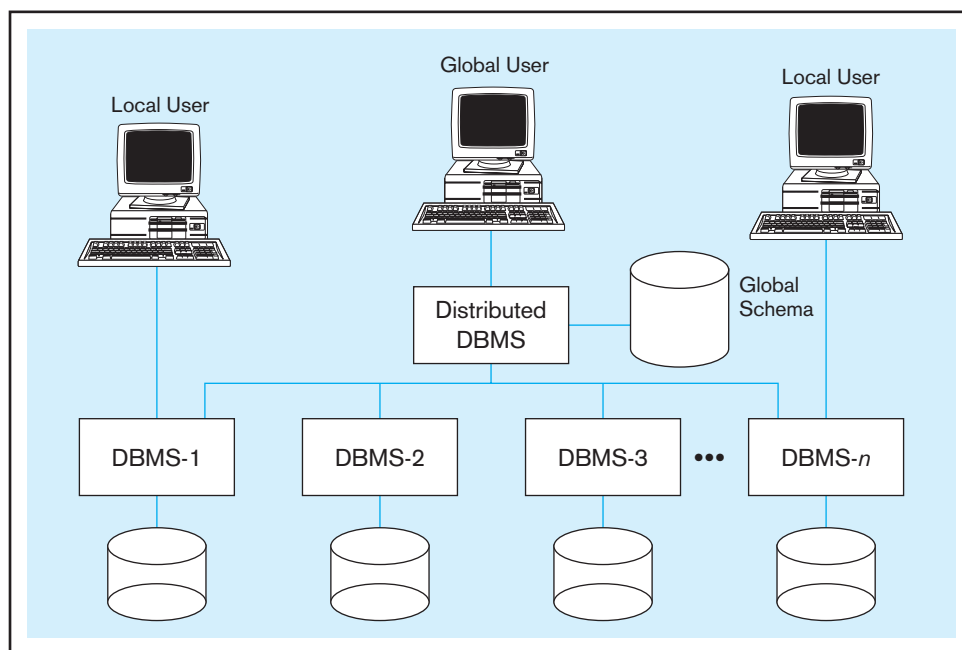 Global User
Local User
Local User
Distributed
DBMS
Global
Schema
DBMS-1
DBMS-2
DBMS-3
•••
DBMS-n